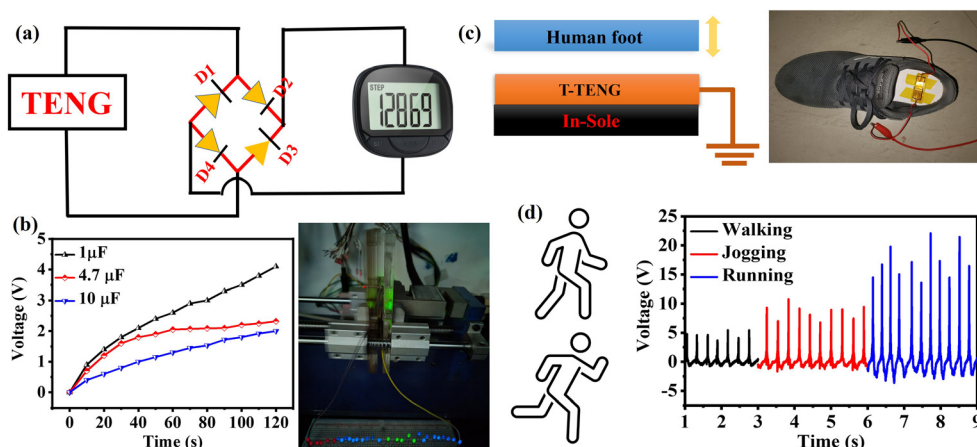 (a)
TENG
D1
D2
D3
D4
STEP
12869
(b)
Voltage (V)
5
4
3
2
1
0
1μF
4.7 μF
10 μF
0 20 40 60 80 100 120
Time (s)
(c)
Human foot
T-TENG
In-Sole
(d)
Voltage (V)
25
20
15
10
5
0
-5
Walking
Jogging
Running
1 2 3 4 5 6 7 8 9
Time (s)